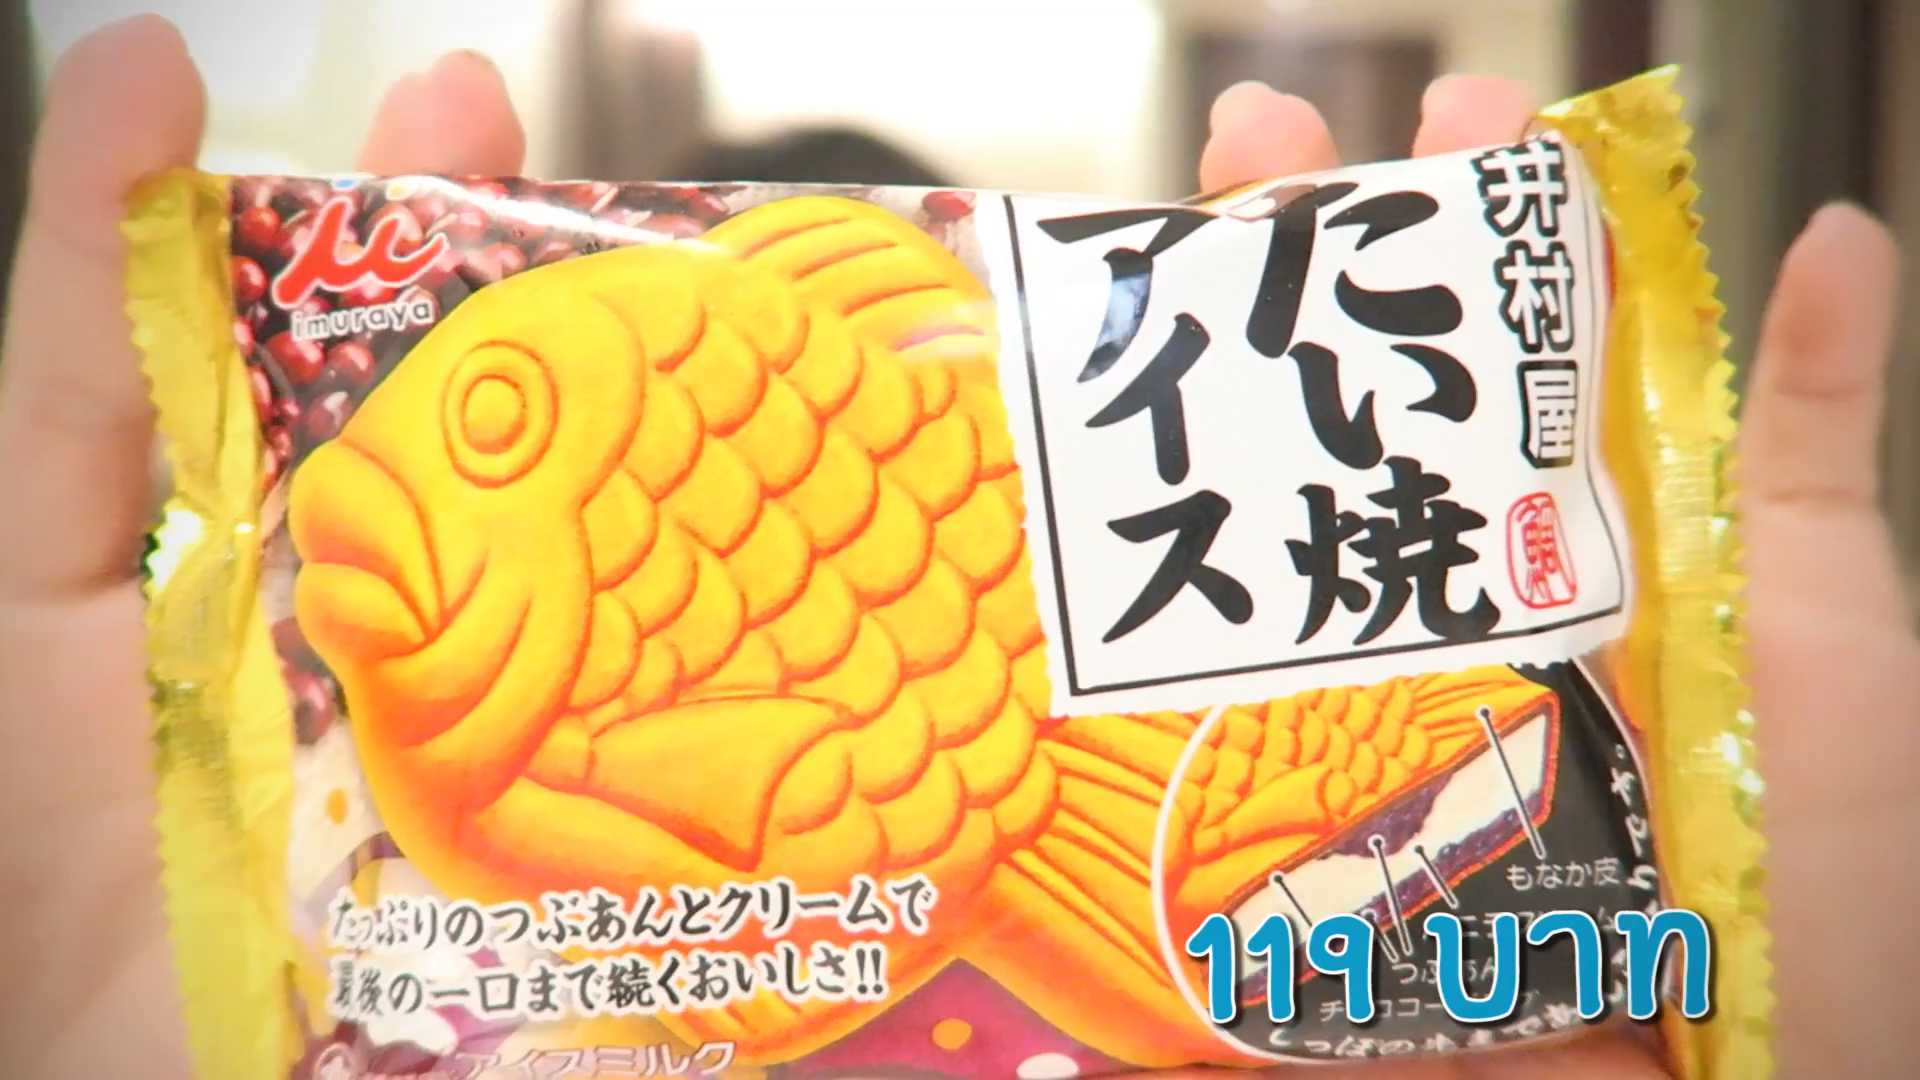 imuraya
井村屋
たい焼
アイス
たっぷりのつぶあんとクリームで
最後の一口まで続くおいしさ!!
もなか皮
アイスミルク
119 บาท